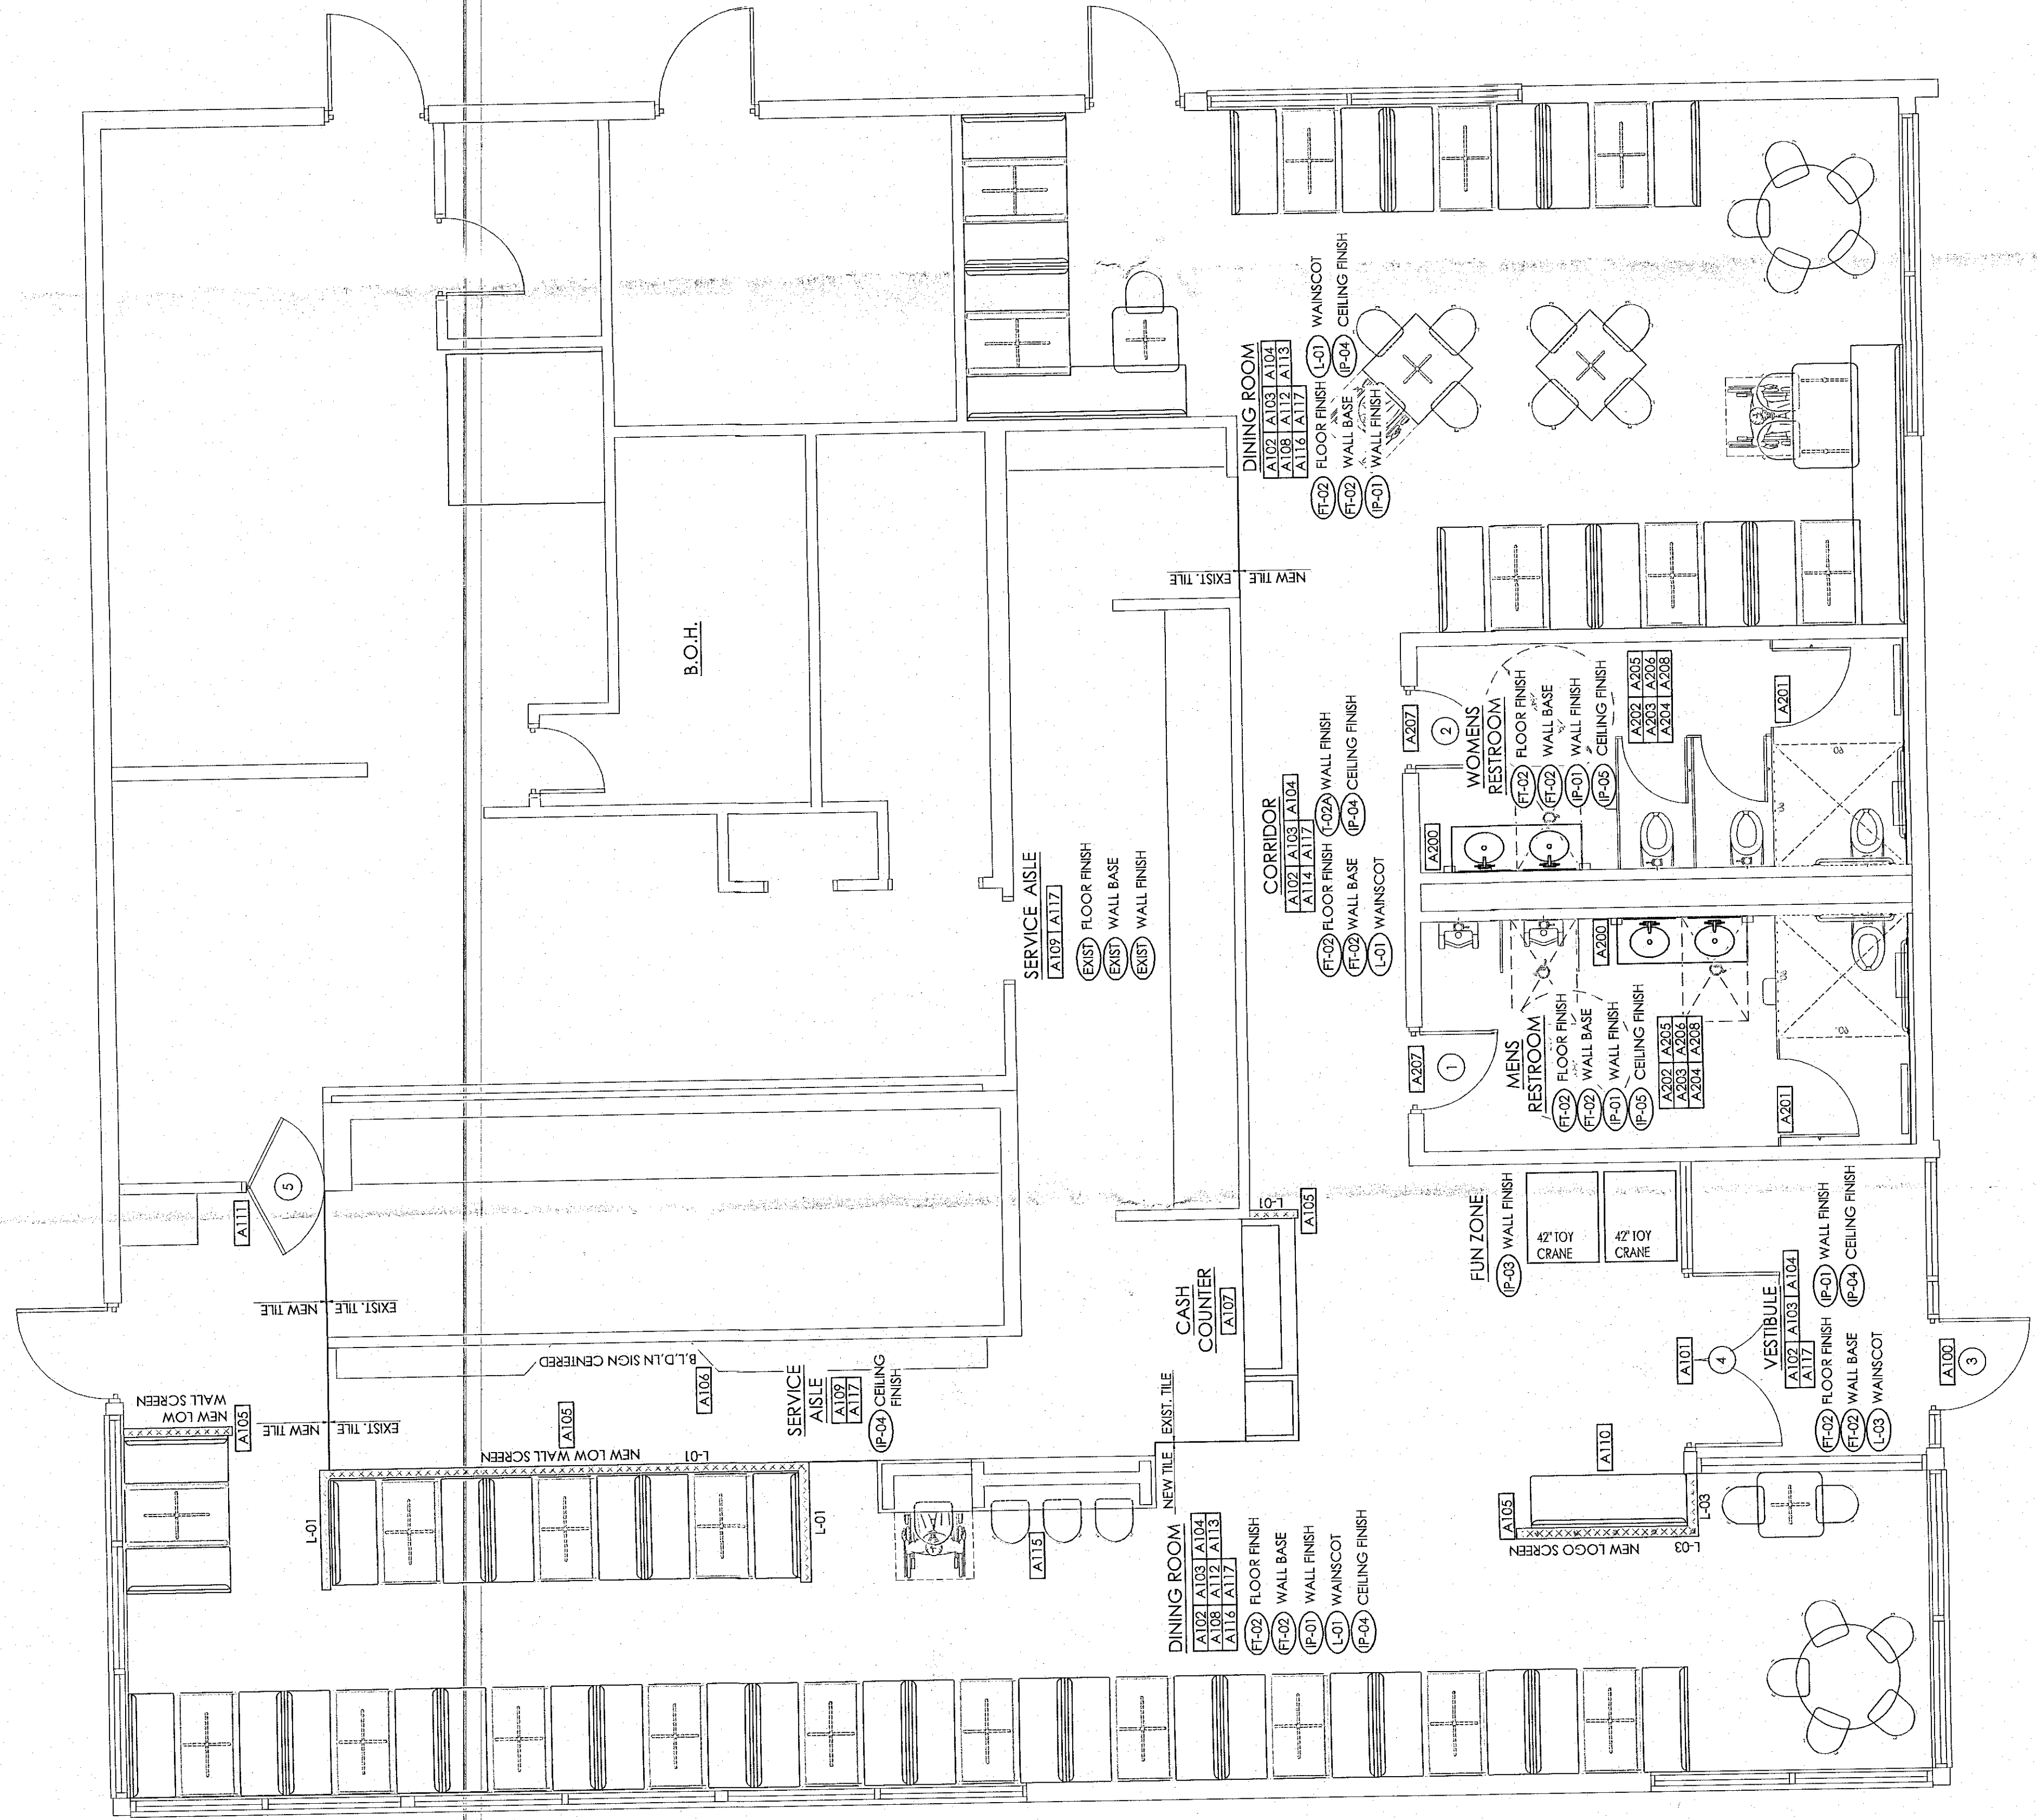 B.O.H.
DINING ROOM
A102 A103 A104
A108 A112 A113
A116 A117
FT-02 FLOOR FINISH L-01 WAINSCOT
FT-02 WALL BASE IP-04 CEILING FINISH
IP-01 WALL FINISH
EXIST. TILE
NEW TILE
CORRIDOR
A102 A103 A104
A114 A117
FT-02 FLOOR FINISH T-02A WALL FINISH
FT-02 WALL BASE IP-04 CEILING FINISH
L-01 WAINSCOT
SERVICE AISLE
A109 A117
EXIST FLOOR FINISH
EXIST WALL BASE
EXIST WALL FINISH
A207
2
WOMENS
RESTROOM
FT-02 FLOOR FINISH
FT-02 WALL BASE
IP-01 WALL FINISH
IP-05 CEILING FINISH
A202 A205
A203 A206
A204 A208
A201
A200
60
A200
A207
1
MENS
RESTROOM
FT-02 FLOOR FINISH
FT-02 WALL BASE
IP-01 WALL FINISH
IP-05 CEILING FINISH
A202 A205
A203 A206
A204 A208
A201
60
60
A111
5
NEW TILE
EXIST. TILE
NEW LOW
WALL SCREEN
A105
NEW TILE
EXIST. TILE
B,L,D,LN SIGN CENTERED
A106
A105
NEW LOW WALL SCREEN
L-01
L-01
L-01
SERVICE
AISLE
A109
A117
IP-04 CEILING
FINISH
CASH
COUNTER
A107
L-01
A105
NEW TILE
EXIST. TILE
A115
FUN ZONE
IP-03 WALL FINISH
42" TOY
CRANE
42" TOY
CRANE
A101
4
VESTIBULE
A102 A103 A104
A117
FT-02 FLOOR FINISH IP-01 WALL FINISH
FT-02 WALL BASE IP-04 CEILING FINISH
L-03 WAINSCOT
A100
3
A110
A105
NEW LOGO SCREEN
L-03
L-03
DINING ROOM
A102 A103 A104
A108 A112 A113
A116 A117
FT-02 FLOOR FINISH
FT-02 WALL BASE
IP-01 WALL FINISH
L-01 WAINSCOT
IP-04 CEILING FINISH